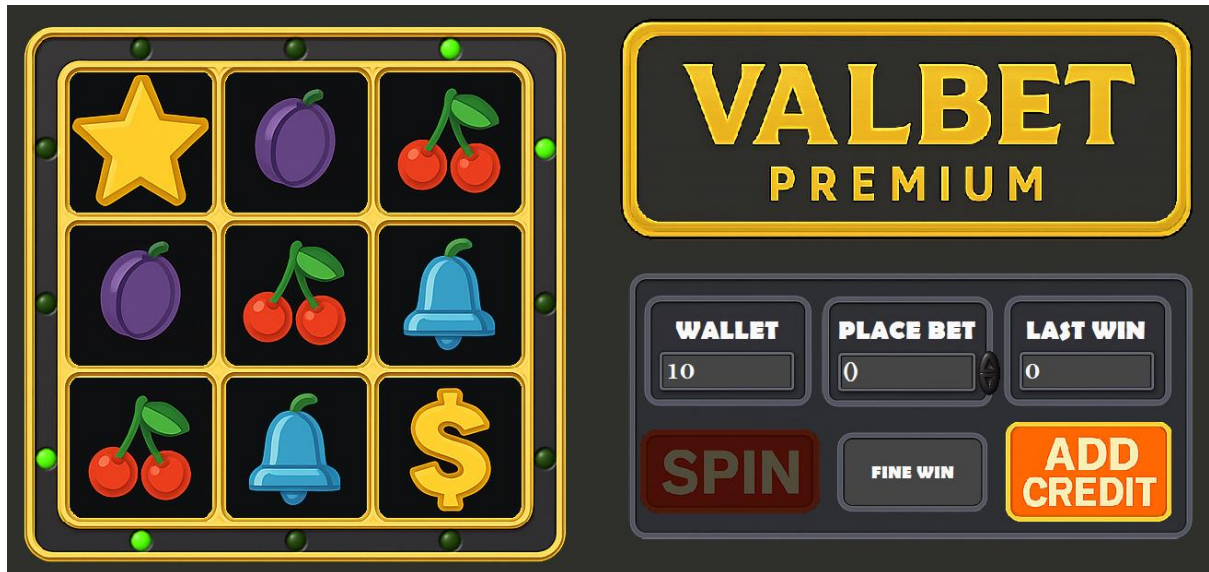 VALBET
PREMIUM
WALLET
PLACE BET
LAST WIN
10
0
0
SPIN
FINE WIN
ADD
CREDIT